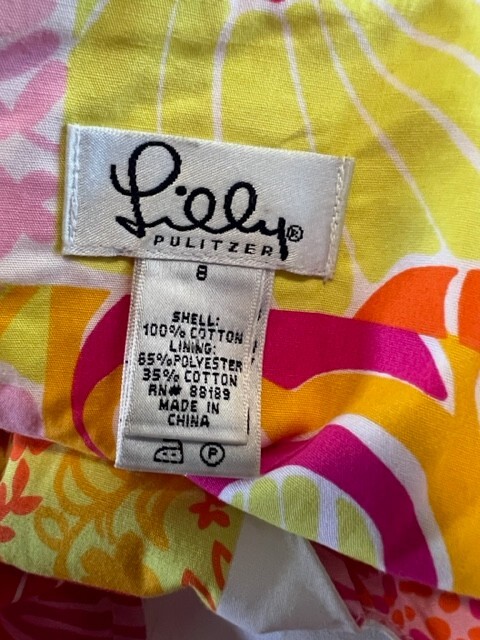 Lilly®
PULITZER
8
SHELL:
100% COTTON
LINING:
65% POLYESTER
35% COTTON
RN# 88189
MADE IN
CHINA
P